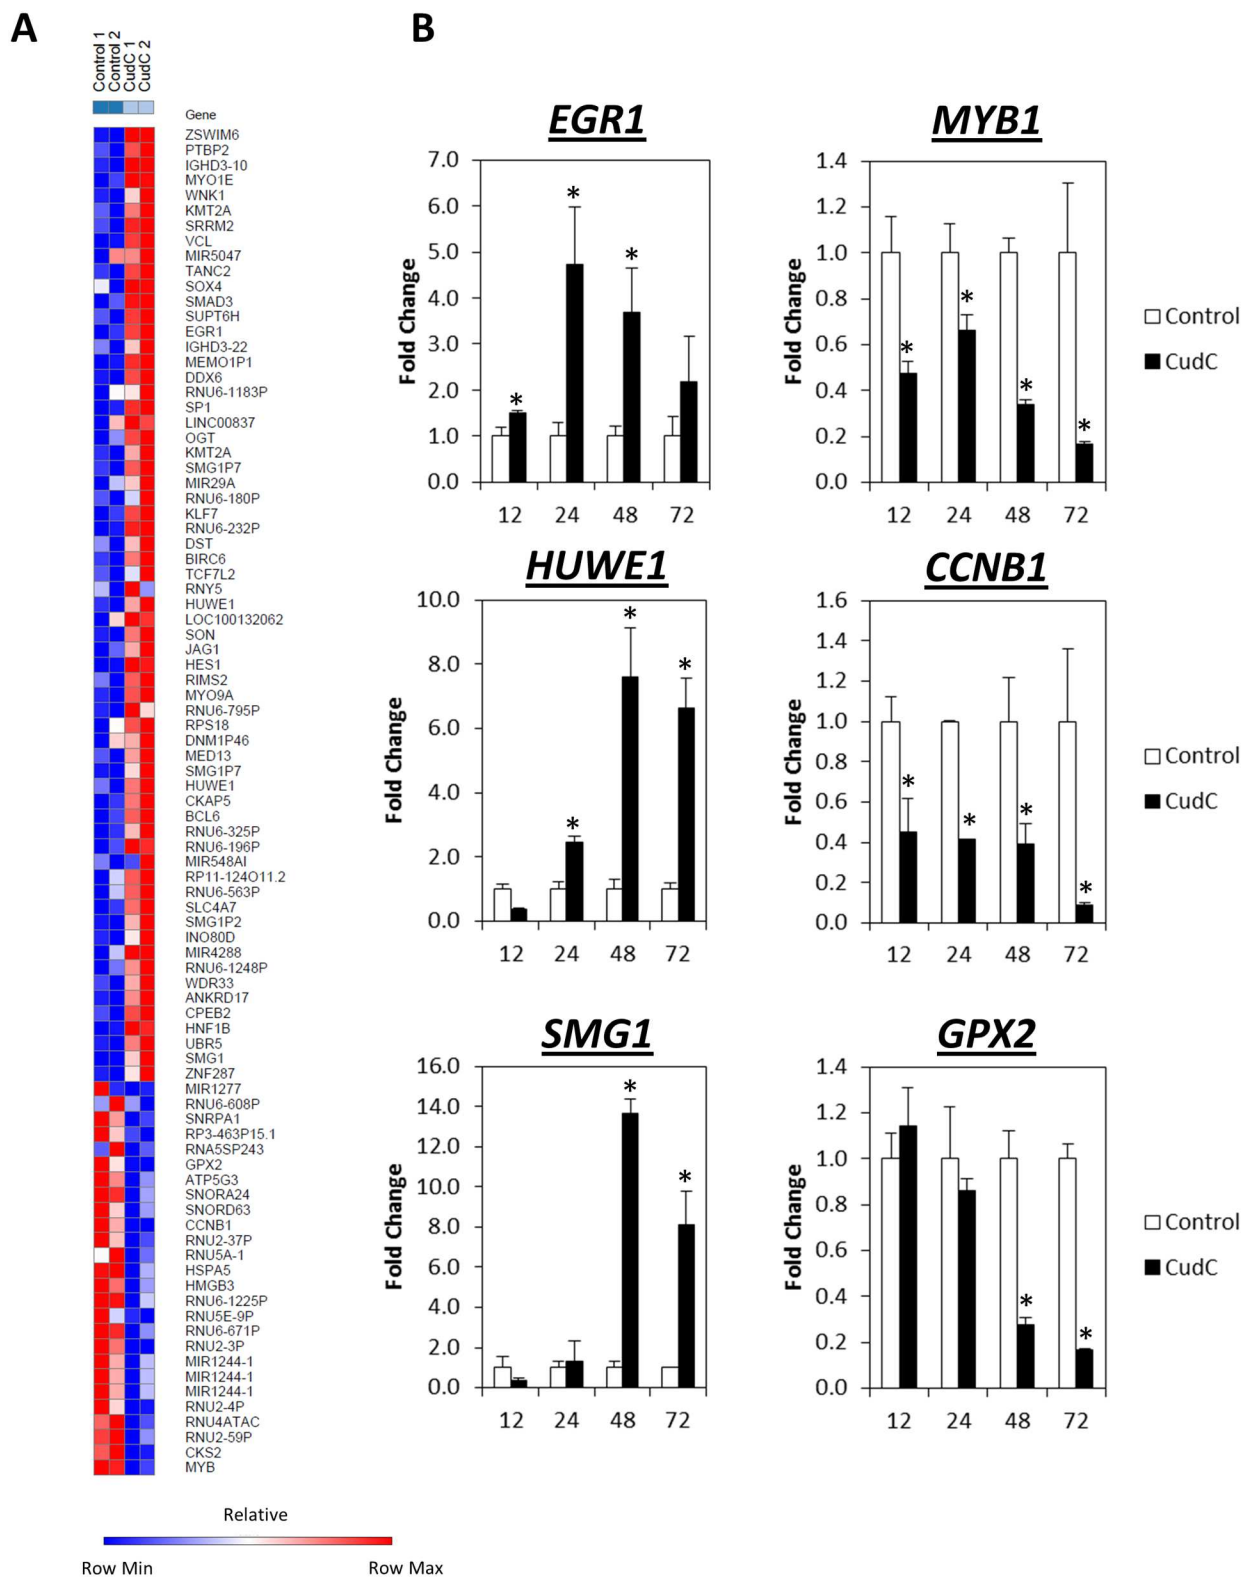 A
Control 1
Control 2
CudC 1
CudC 2
Gene
ZSWIM6
PTBP2
IGHD3-10
MYO1E
WNK1
KMT2A
SRRM2
VCL
MIR5047
TANC2
SOX4
SMAD3
SUPT6H
EGR1
IGHD3-22
MEMO1P1
DDX6
RNU6-1183P
SP1
LINC00837
OGT
KMT2A
SMG1P7
MIR29A
RNU6-180P
KLF7
RNU6-232P
DST
BIRC6
TCF7L2
RNY5
HUWE1
LOC100132062
SON
JAG1
HES1
RIMS2
MYO9A
RNU6-795P
RPS18
DNM1P46
MED13
SMG1P7
HUWE1
CKAP5
BCL6
RNU6-325P
RNU6-196P
MIR548AI
RP11-124O11.2
RNU6-563P
SLC4A7
SMG1P2
INO80D
MIR4288
RNU6-1248P
WDR33
ANKRD17
CPEB2
HNF1B
UBR5
SMG1
ZNF287
MIR1277
RNU6-608P
SNRPA1
RP3-463P15.1
RNA5SP243
GPX2
ATP5G3
SNORA24
SNORD63
CCNB1
RNU2-37P
RNU5A-1
HSPA5
HMGB3
RNU6-1225P
RNU5E-9P
RNU6-671P
RNU2-3P
MIR1244-1
MIR1244-1
MIR1244-1
RNU2-4P
RNU4ATAC
RNU2-59P
CKS2
MYB
Relative
Row Min Row Max
B
EGR1
Fold Change
7.0
6.0
5.0
4.0
3.0
2.0
1.0
0.0
* * *
12 24 48 72
MYB1
Fold Change
1.4
1.2
1.0
0.8
0.6
0.4
0.2
0.0
* * * *
12 24 48 72
Control
CudC
HUWE1
Fold Change
10.0
8.0
6.0
4.0
2.0
0.0
* * *
12 24 48 72
CCNB1
Fold Change
1.6
1.4
1.2
1.0
0.8
0.6
0.4
0.2
0.0
* * * *
12 24 48 72
Control
CudC
SMG1
Fold Change
16.0
14.0
12.0
10.0
8.0
6.0
4.0
2.0
0.0
* *
12 24 48 72
GPX2
Fold Change
1.4
1.2
1.0
0.8
0.6
0.4
0.2
0.0
* *
12 24 48 72
Control
CudC